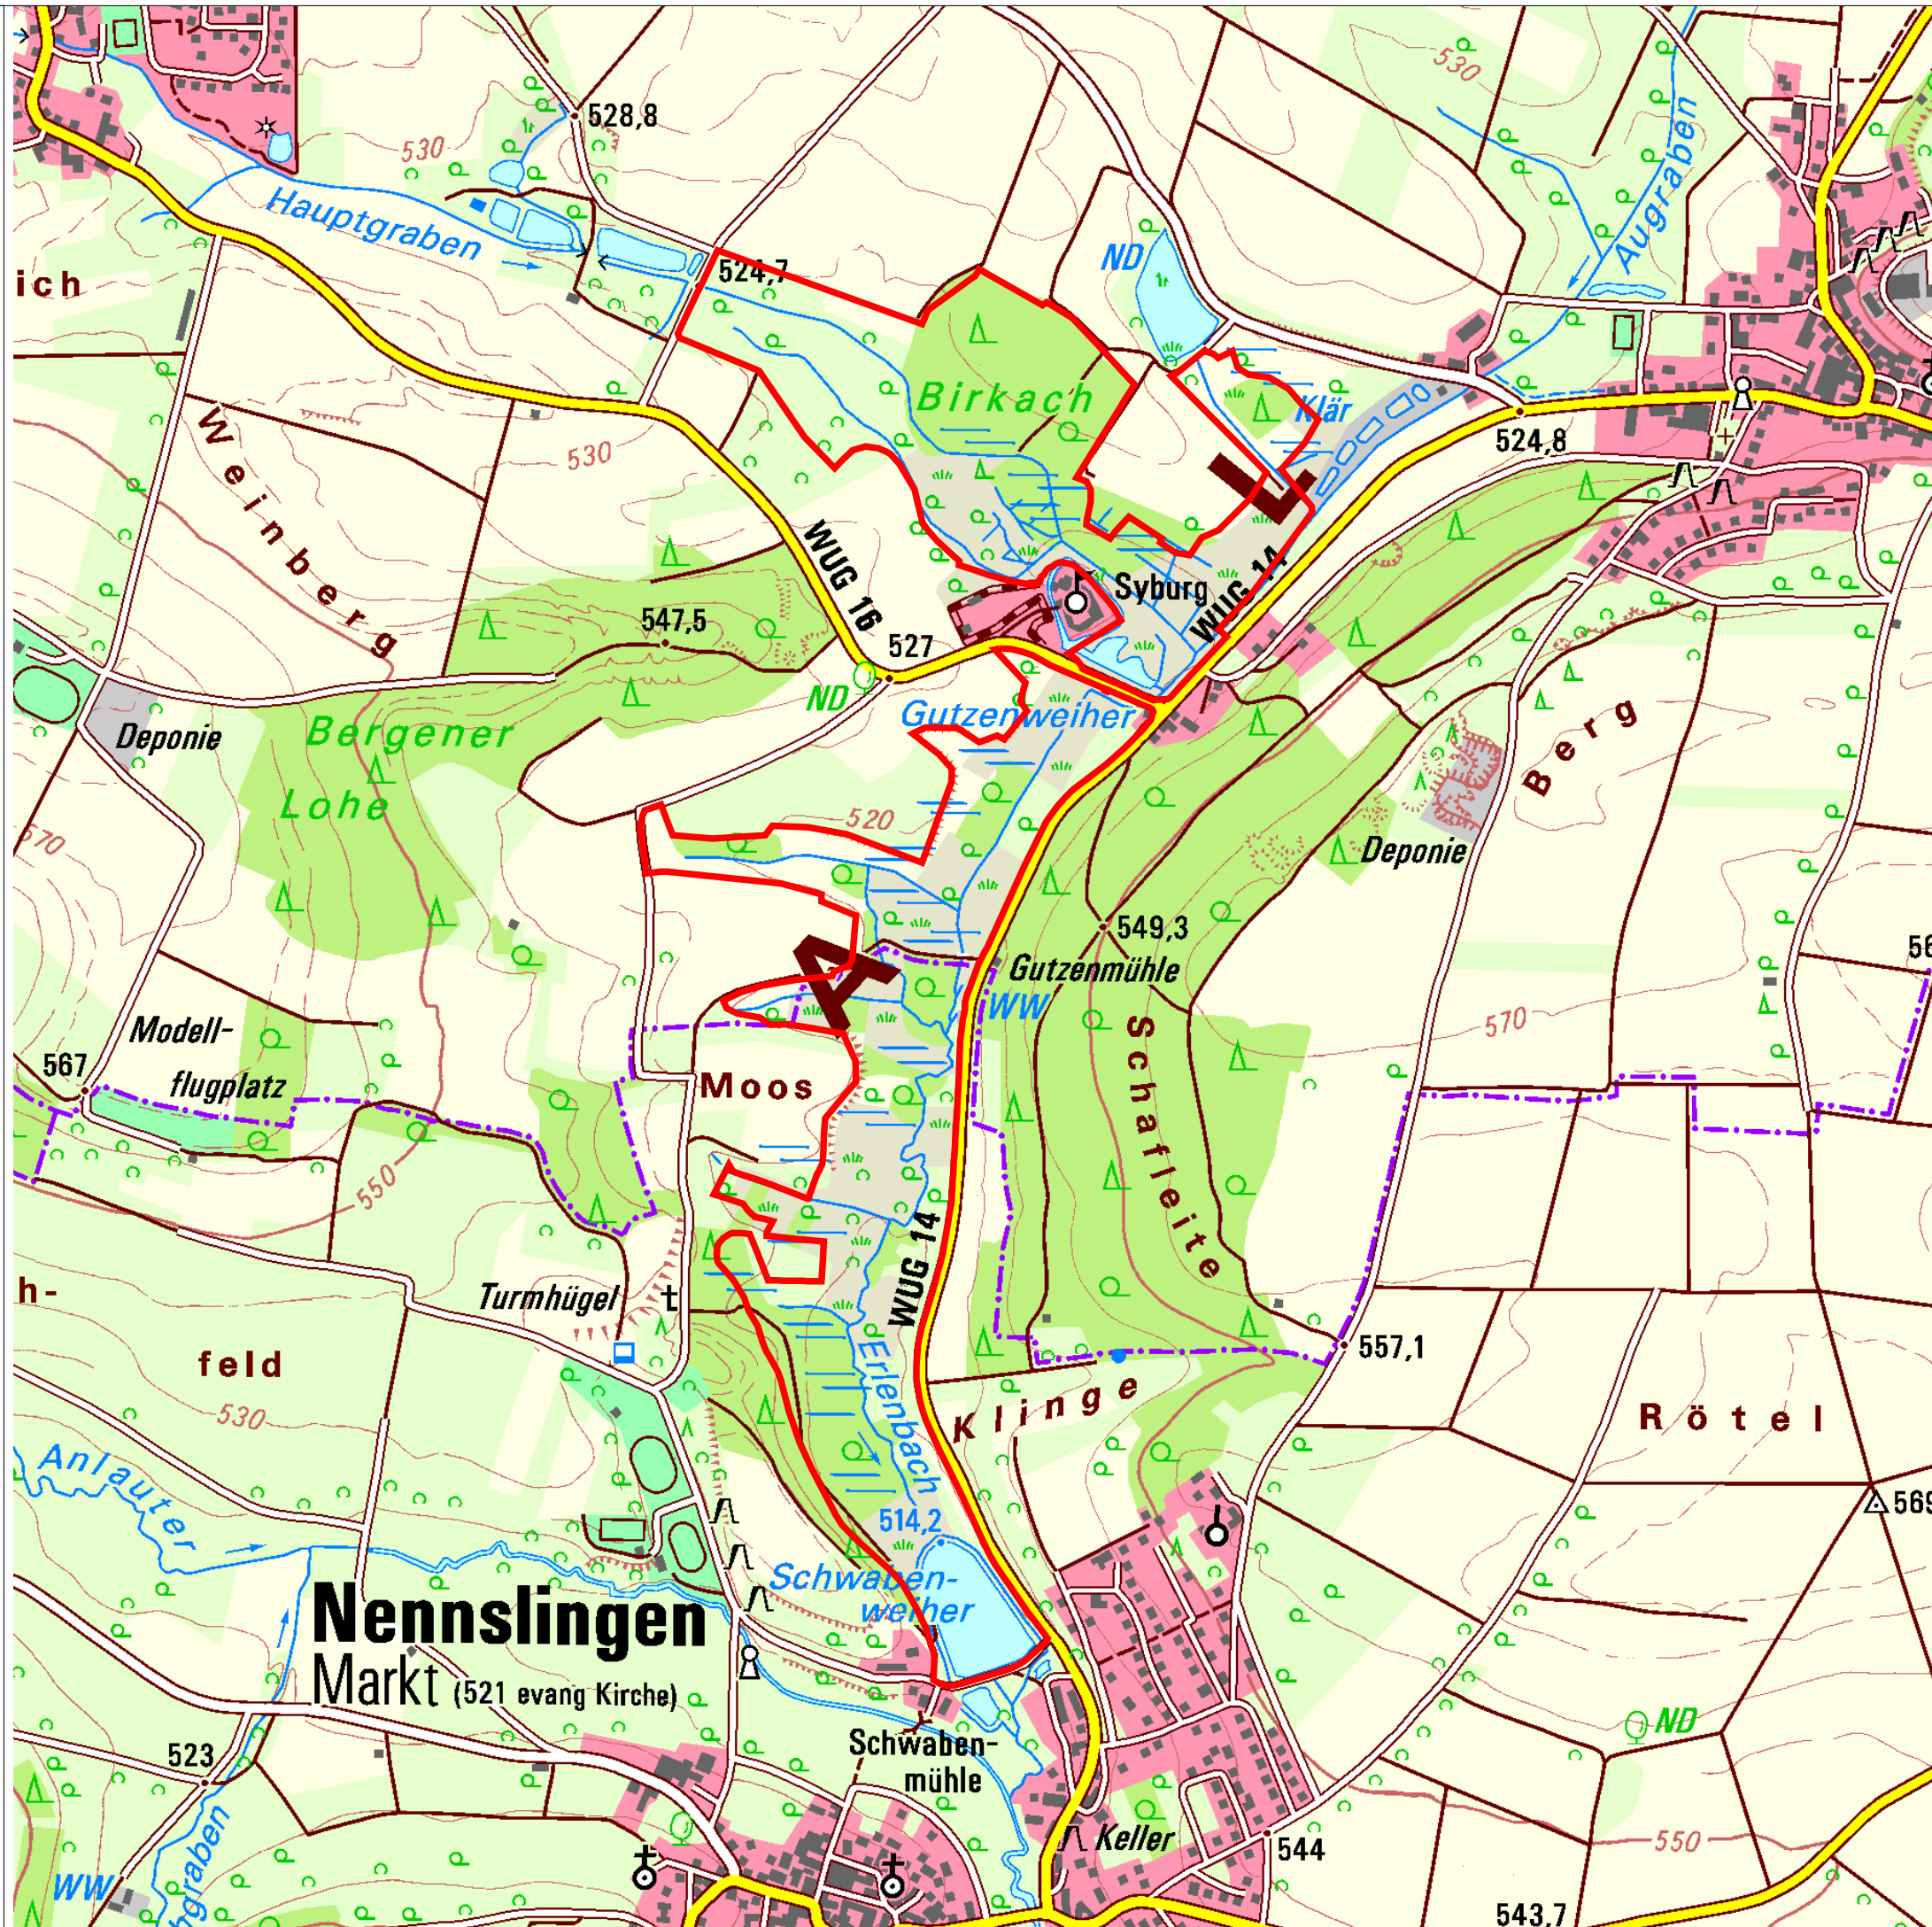 528,8
530
530
Hauptgraben
Augraben
ich
524,7
ND
Birkach
Klär
L
524,8
Weinberg
530
WUG 16
Syburg
WUG 14
547,5
527
ND
Gutzenweiher
Deponie
Bergener
Lohe
Berg
570
520
Deponie
549,3
A
Gutzenmühle
WW
56
Modell-
flugplatz
567
Moos
Schafleite
570
550
h-
Turmhügel
WUG 14
feld
557,1
530
Erlenbach
Klinge
Rötel
Anlauter
514,2
569
Schwaben-
weiher
Nennslingen
Markt (521 evang Kirche)
ND
523
Schwaben-
mühle
Keller
544
550
WW
graben
543,7